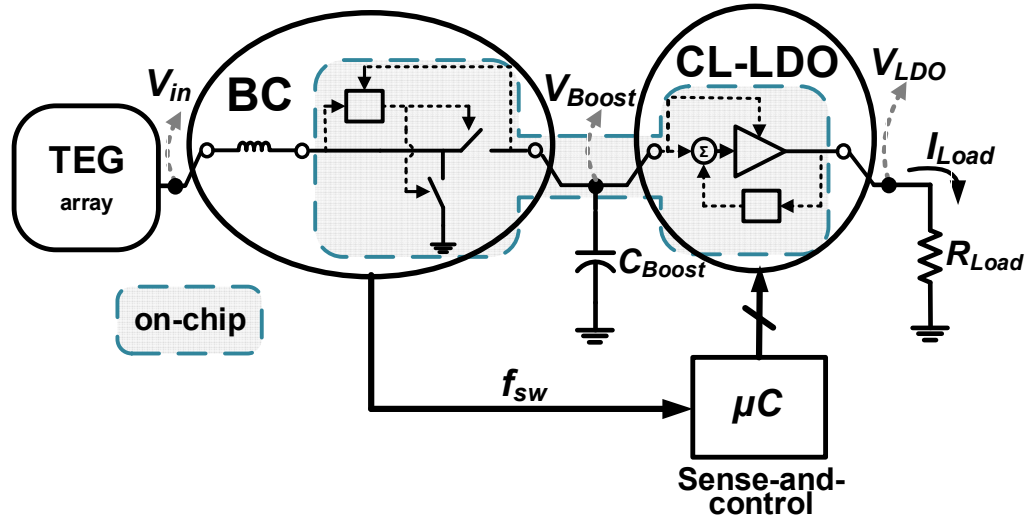 TEG
array
V_in
BC
V_Boost
CL-LDO
Σ
V_LDO
I_Load
R_Load
C_Boost
on-chip
f_sw
μC
Sense-and-
control